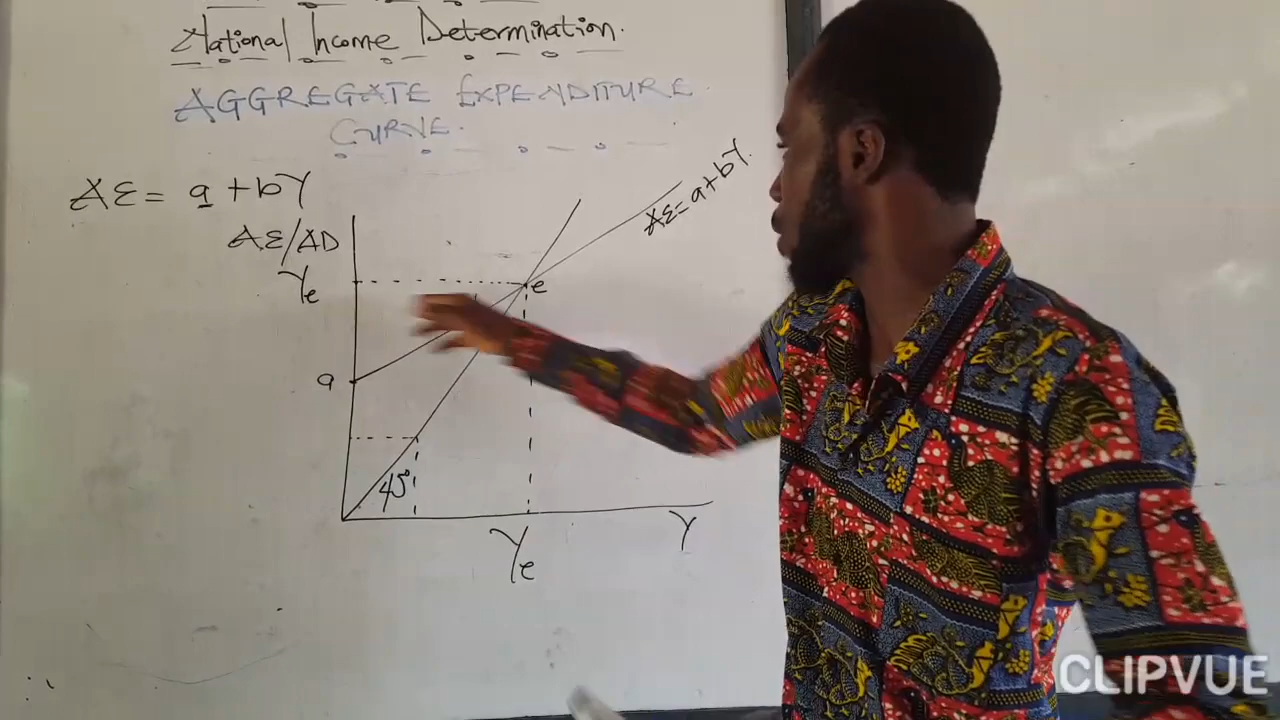 National Income Determination.
AGGREGATE EXPENDITURE
CURVE.
AE = a + bY
AE/AD
AE = a + bY.
Ye
e
a
45°
Ye
Y
CLIPVUE